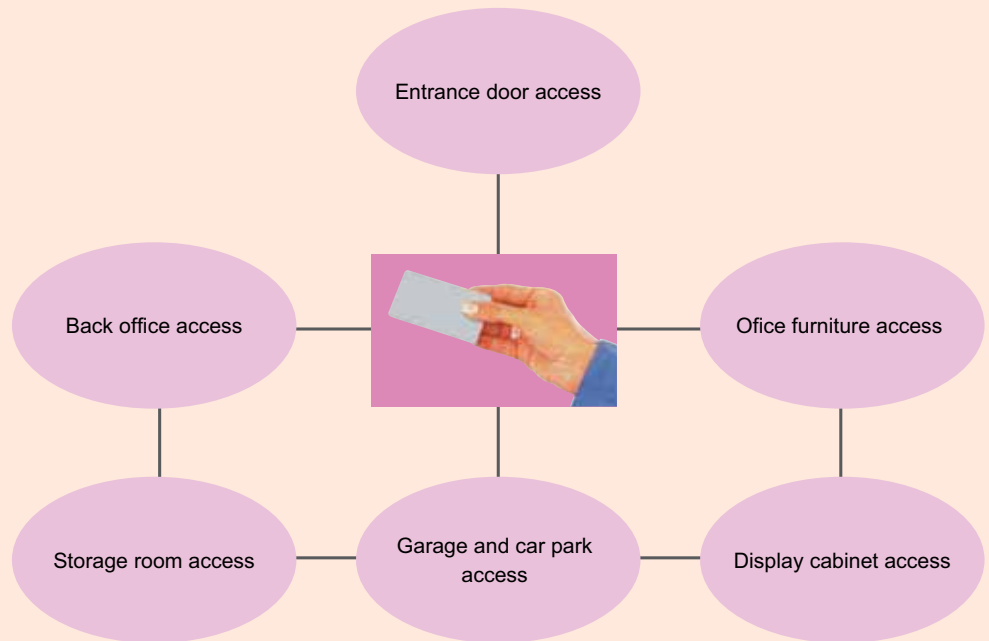 Entrance door access
Back office access
Ofice furniture access
Storage room access
Garage and car park
access
Display cabinet access